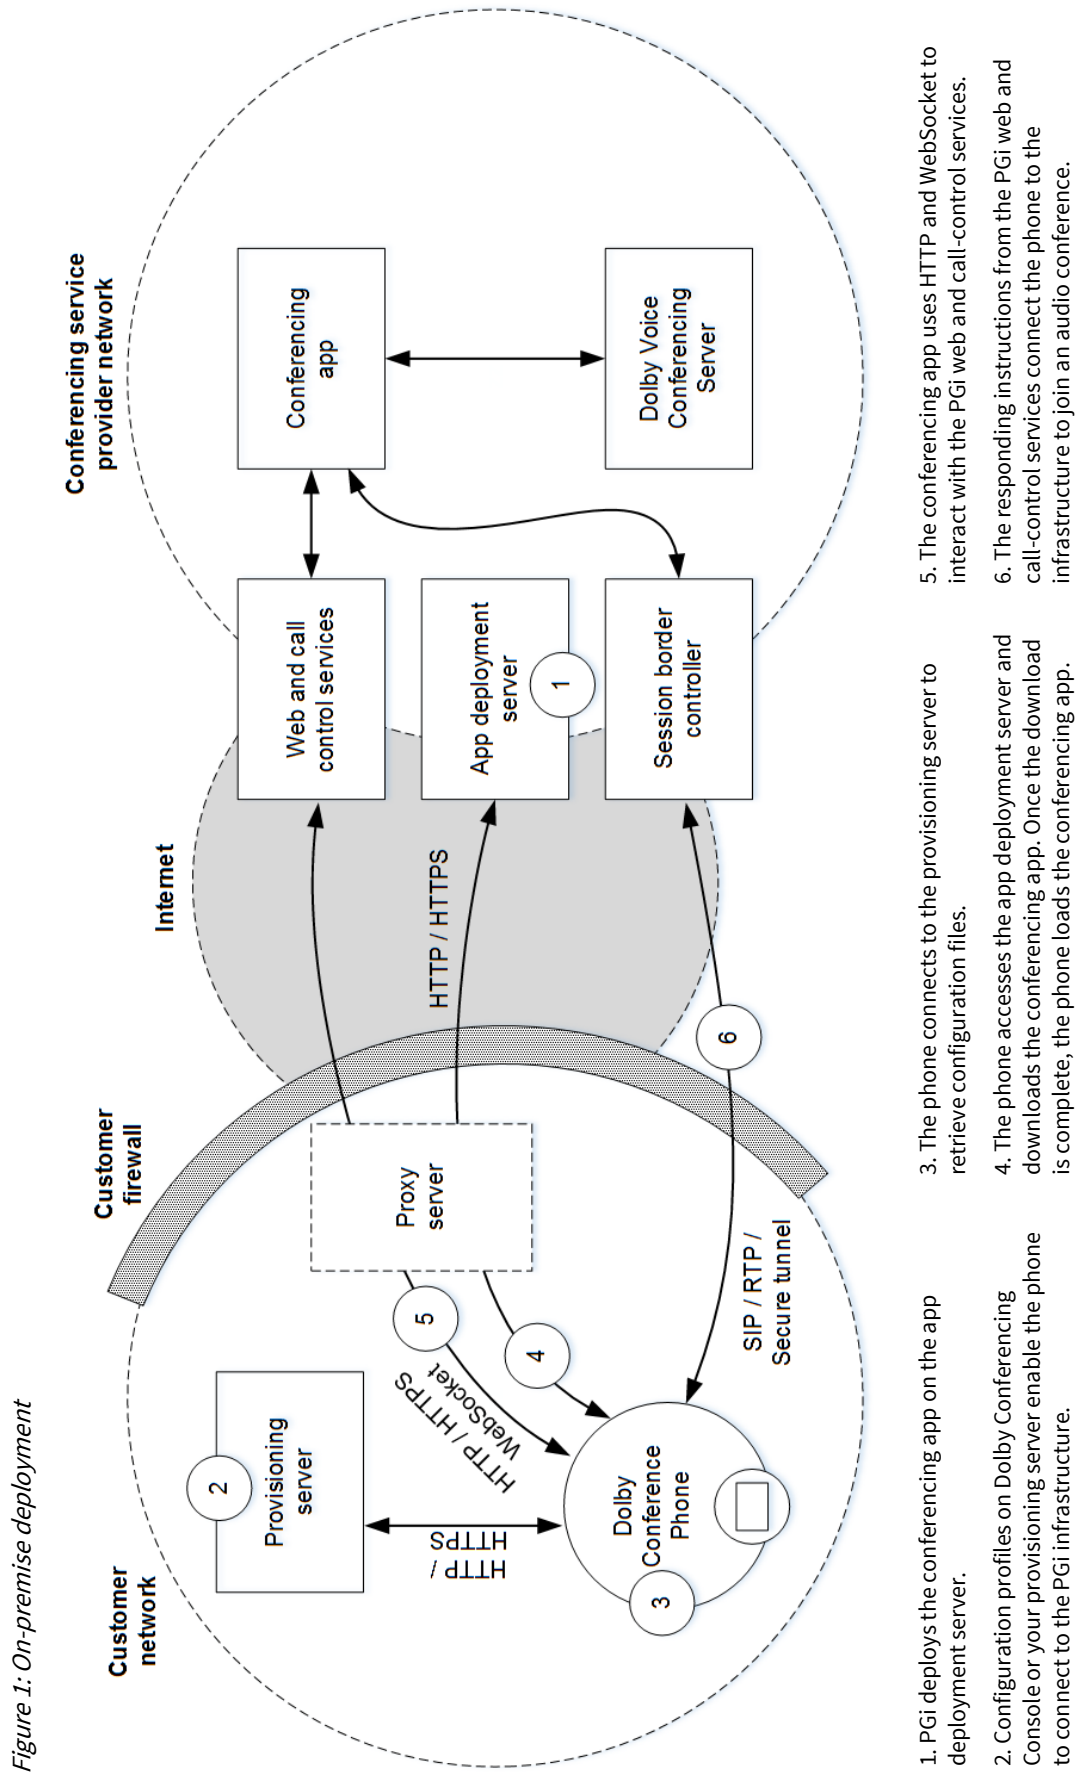 Figure 1: On-premise deployment
Customer
network
Customer
firewall
Internet
Conferencing service
provider network
2
Provisioning
server
HTTP /
HTTPS
3
Dolby
Conference
Phone
5
HTTP / HTTPS
WebSocket
4
Proxy
server
SIP / RTP /
Secure tunnel
6
HTTP / HTTPS
Web and call
control services
App deployment
server
1
Session border
controller
Conferencing
app
Dolby Voice
Conferencing
Server
1. PGi deploys the conferencing app on the app
deployment server.
2. Configuration profiles on Dolby Conferencing
Console or your provisioning server enable the phone
to connect to the PGi infrastructure.
3. The phone connects to the provisioning server to
retrieve configuration files.
4. The phone accesses the app deployment server and
downloads the conferencing app. Once the download
is complete, the phone loads the conferencing app.
5. The conferencing app uses HTTP and WebSocket to
interact with the PGi web and call-control services.
6. The responding instructions from the PGi web and
call-control services connect the phone to the
infrastructure to join an audio conference.